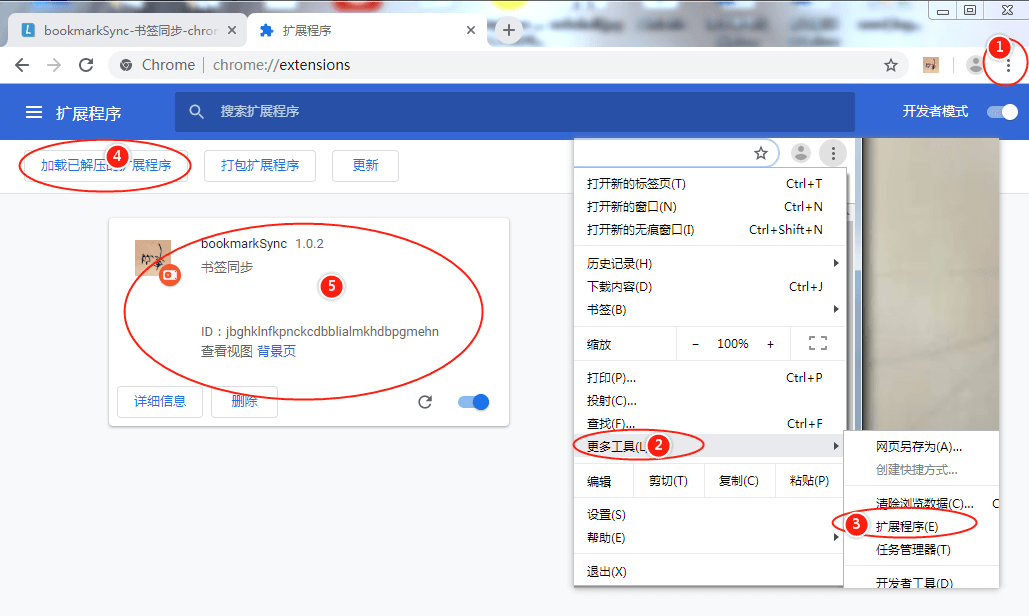 bookmarkSync-书签同步-chror
扩展程序
1
Chrome
chrome://extensions
扩展程序
搜索扩展程序
开发者模式
加载已解压的扩展程序
4
打包扩展程序
更新
bookmarkSync 1.0.2
书签同步
5
ID：jbghklnfkpnckcdbblialmkhdbpgmehn
查看视图 背景页
详细信息
删除
打开新的标签页(T) Ctrl+T
打开新的窗口(N) Ctrl+N
打开新的无痕窗口(I) Ctrl+Shift+N
历史记录(H)
下载内容(D) Ctrl+J
书签(B)
缩放 − 100% +
打印(P)... Ctrl+P
投射(C)...
查找(F)... Ctrl+F
更多工具(L)
2
编辑 剪切(T) 复制(C) 粘贴(P)
设置(S)
帮助(E)
退出(X)
网页另存为(A)...
创建快捷方式...
清除浏览数据(C)... C
3
扩展程序(E)
任务管理器(T)
开发者工具(D)